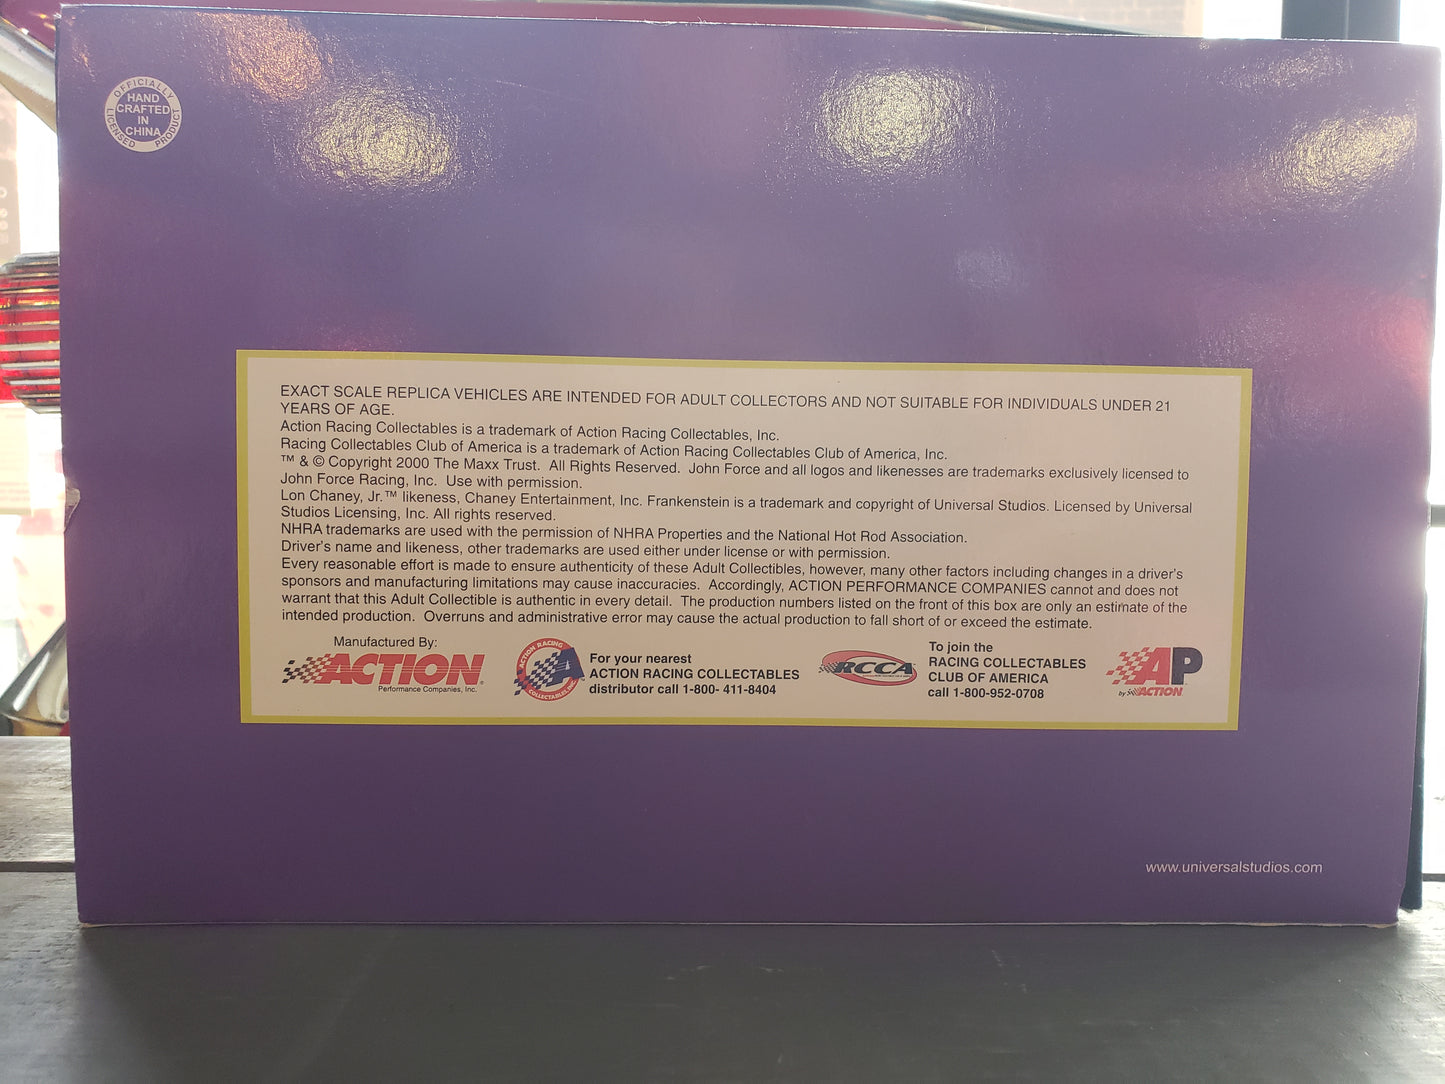 OFFICIALLY
HAND
CRAFTED
IN
CHINA
LICENSED PRODUCT
EXACT SCALE REPLICA VEHICLES ARE INTENDED FOR ADULT COLLECTORS AND NOT SUITABLE FOR INDIVIDUALS UNDER 21
YEARS OF AGE.
Action Racing Collectables is a trademark of Action Racing Collectables, Inc.
Racing Collectables Club of America is a trademark of Action Racing Collectables Club of America, Inc.
™ & © Copyright 2000 The Maxx Trust. All Rights Reserved. John Force and all logos and likenesses are trademarks exclusively licensed to
John Force Racing, Inc. Use with permission.
Lon Chaney, Jr.™ likeness, Chaney Entertainment, Inc. Frankenstein is a trademark and copyright of Universal Studios. Licensed by Universal
Studios Licensing, Inc. All rights reserved.
NHRA trademarks are used with the permission of NHRA Properties and the National Hot Rod Association.
Driver's name and likeness, other trademarks are used either under license or with permission.
Every reasonable effort is made to ensure authenticity of these Adult Collectibles, however, many other factors including changes in a driver's
sponsors and manufacturing limitations may cause inaccuracies. Accordingly, ACTION PERFORMANCE COMPANIES cannot and does not
warrant that this Adult Collectible is authentic in every detail. The production numbers listed on the front of this box are only an estimate of the
intended production. Overruns and administrative error may cause the actual production to fall short of or exceed the estimate.
Manufactured By:
ACTION®
Performance Companies, Inc.
ACTION RACING
A
COLLECTABLES, INC.
For your nearest
ACTION RACING COLLECTABLES
distributor call 1-800- 411-8404
RCCA
To join the
RACING COLLECTABLES
CLUB OF AMERICA
call 1-800-952-0708
AP
by ACTION
www.universalstudios.com